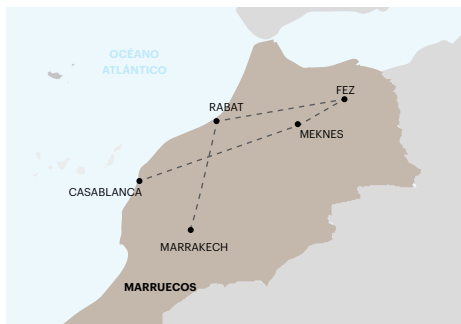 OCÉANO
ATLÁNTICO
FEZ
RABAT
MEKNES
CASABLANCA
MARRAKECH
MARRUECOS